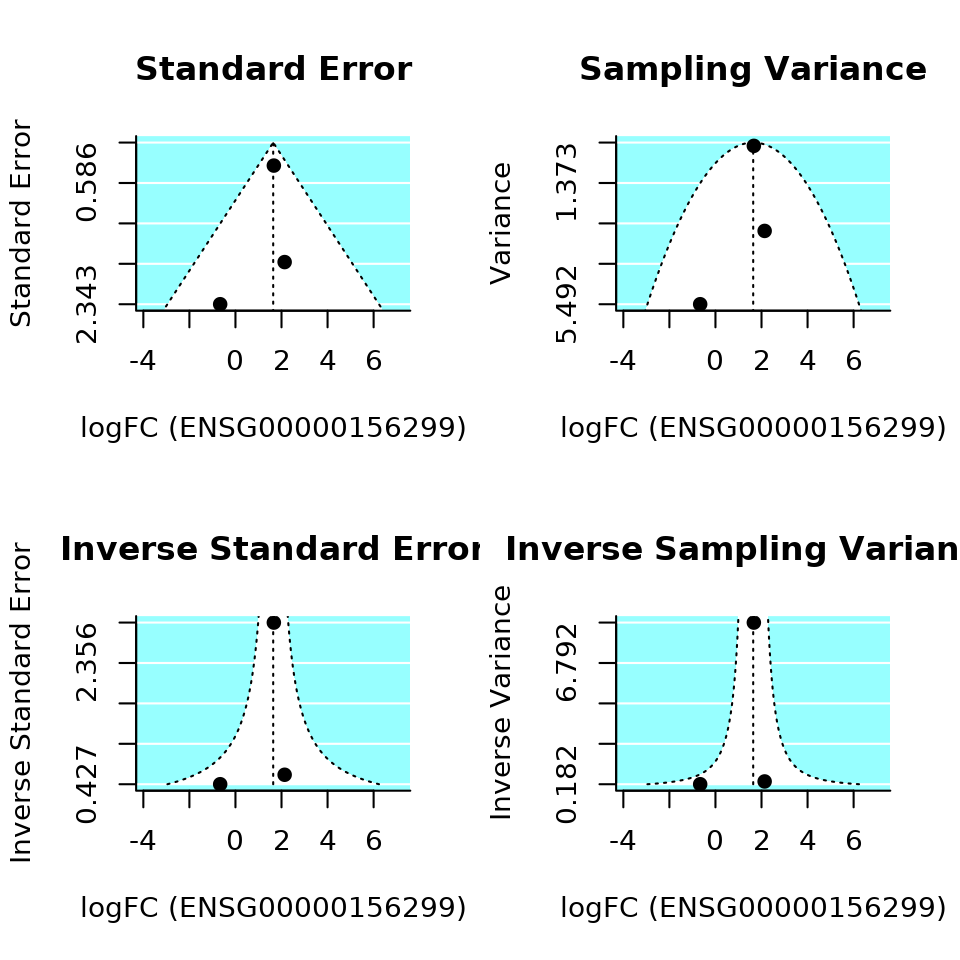 Standard Error
Standard Error
0.586
2.343
-4 0 2 4 6
logFC (ENSG00000156299)
Sampling Variance
Variance
1.373
5.492
-4 0 2 4 6
logFC (ENSG00000156299)
Inverse Standard Error
Inverse Standard Error
2.356
0.427
-4 0 2 4 6
logFC (ENSG00000156299)
Inverse Sampling Varian
Inverse Variance
6.792
0.182
-4 0 2 4 6
logFC (ENSG00000156299)